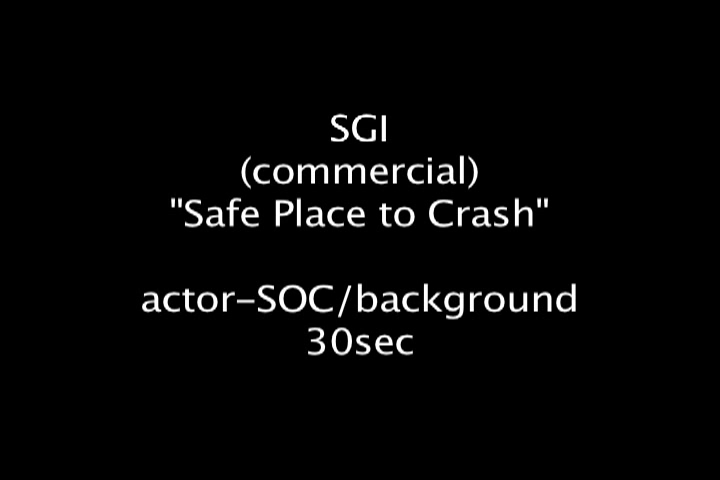 SGI
(commercial)
"Safe Place to Crash"
actor-SOC/background
30sec